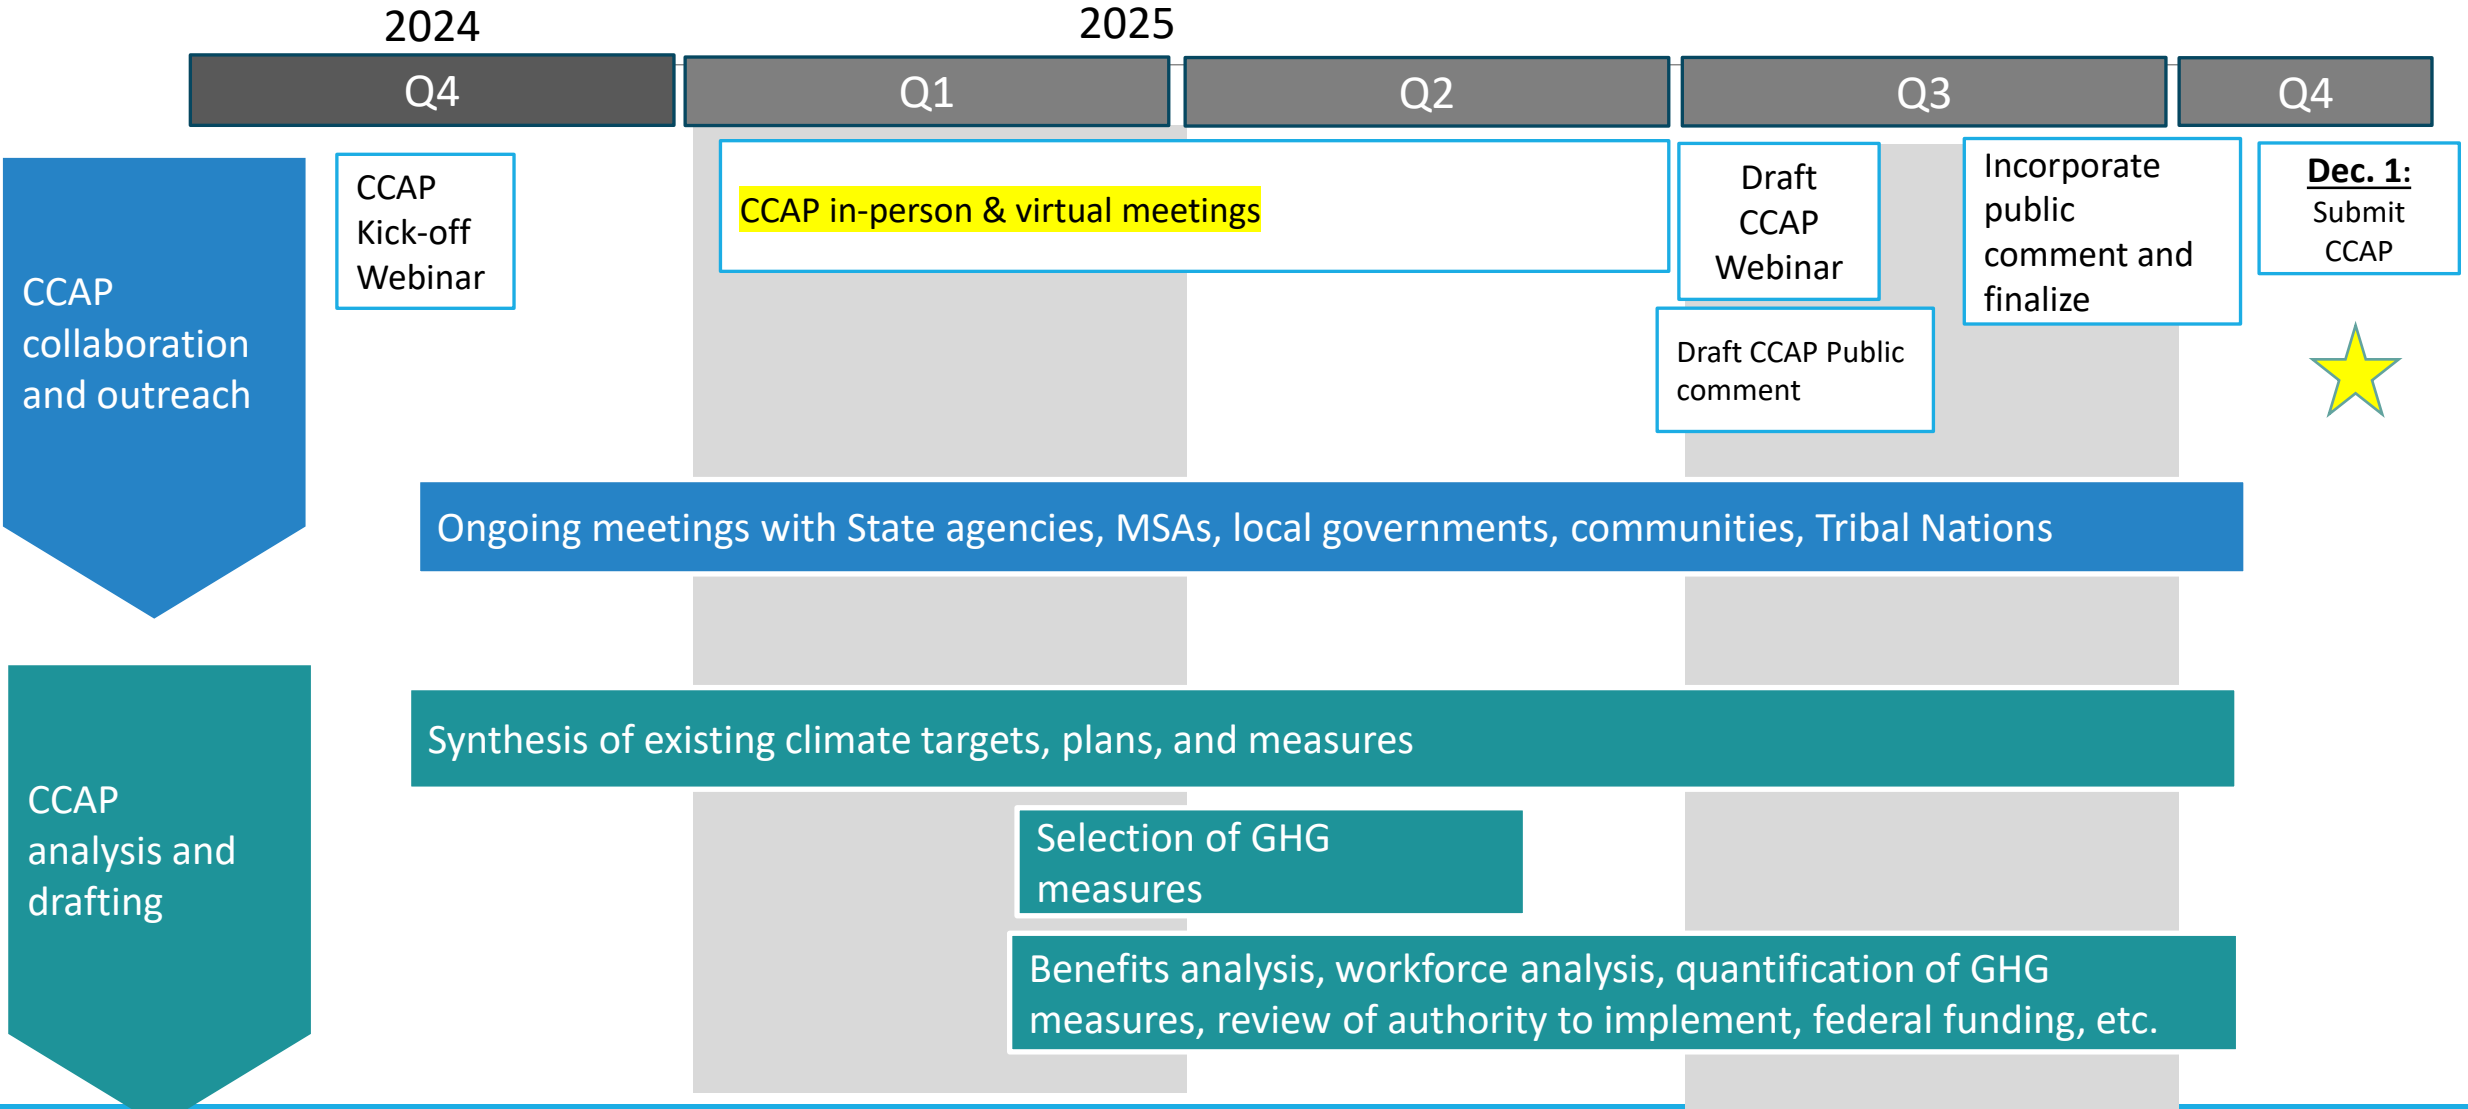 2024
2025
Q4
Q1
Q2
Q3
Q4
CCAP
collaboration
and outreach
CCAP
Kick-off
Webinar
CCAP in-person & virtual meetings
Draft
CCAP
Webinar
Draft CCAP Public
comment
Incorporate
public
comment and
finalize
Dec. 1:
Submit
CCAP
Ongoing meetings with State agencies, MSAs, local governments, communities, Tribal Nations
CCAP
analysis and
drafting
Synthesis of existing climate targets, plans, and measures
Selection of GHG
measures
Benefits analysis, workforce analysis, quantification of GHG
measures, review of authority to implement, federal funding, etc.